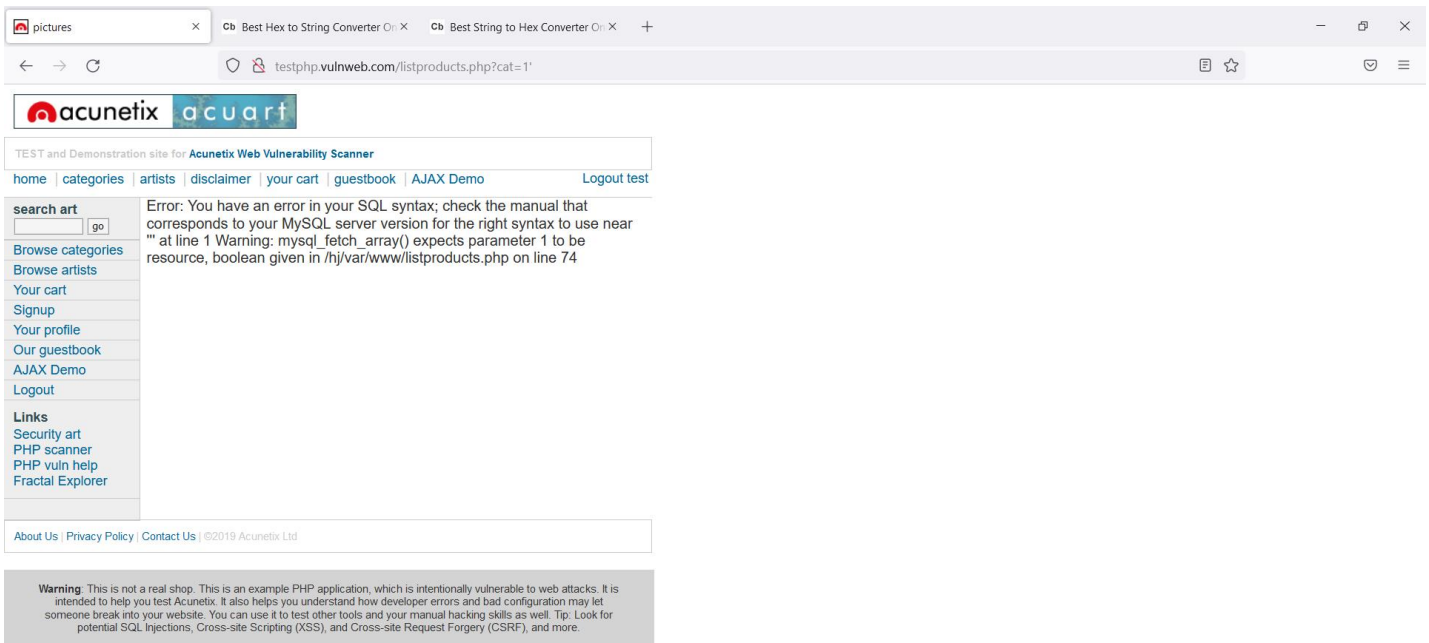 pictures
Cb Best Hex to String Converter On
Cb Best String to Hex Converter On
testphp.vulnweb.com/listproducts.php?cat=1'
acunetix acuart
TEST and Demonstration site for Acunetix Web Vulnerability Scanner
home | categories | artists | disclaimer | your cart | guestbook | AJAX Demo
Logout test
search art
go
Browse categories
Browse artists
Your cart
Signup
Your profile
Our guestbook
AJAX Demo
Logout
Links
Security art
PHP scanner
PHP vuln help
Fractal Explorer
Error: You have an error in your SQL syntax; check the manual that
corresponds to your MySQL server version for the right syntax to use near
''' at line 1 Warning: mysql_fetch_array() expects parameter 1 to be
resource, boolean given in /hj/var/www/listproducts.php on line 74
About Us | Privacy Policy | Contact Us | ©2019 Acunetix Ltd
Warning: This is not a real shop. This is an example PHP application, which is intentionally vulnerable to web attacks. It is
intended to help you test Acunetix. It also helps you understand how developer errors and bad configuration may let
someone break into your website. You can use it to test other tools and your manual hacking skills as well. Tip: Look for
potential SQL Injections, Cross-site Scripting (XSS), and Cross-site Request Forgery (CSRF), and more.